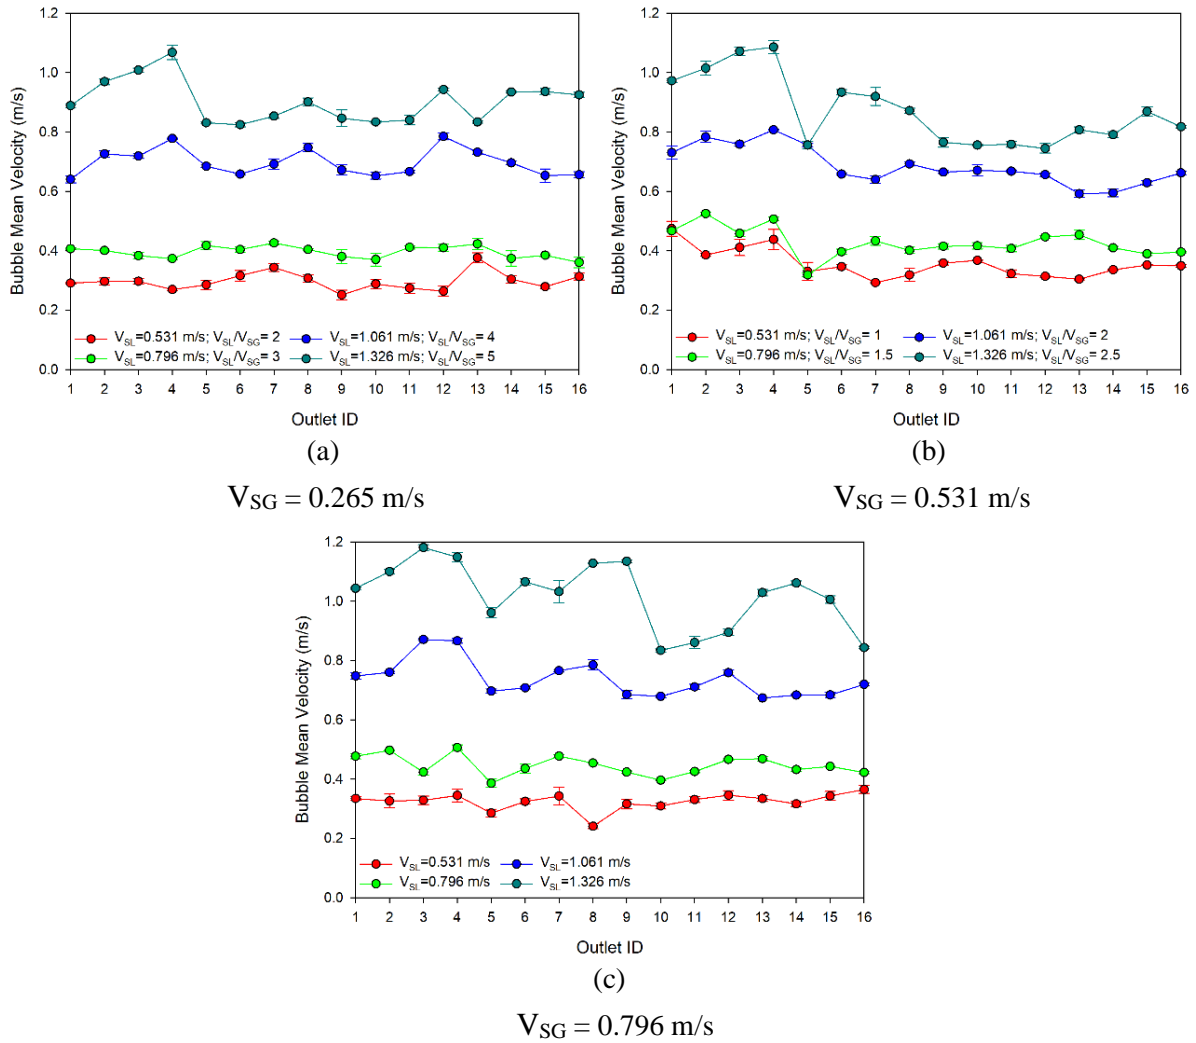 1.2
1.0
0.8
0.6
0.4
0.2
0.0
Bubble Mean Velocity (m/s)
V_SL=0.531 m/s; V_SL/V_SG= 2
V_SL=1.061 m/s; V_SL/V_SG= 4
V_SL=0.796 m/s; V_SL/V_SG= 3
V_SL=1.326 m/s; V_SL/V_SG= 5
1 2 3 4 5 6 7 8 9 10 11 12 13 14 15 16
Outlet ID
(a)
V_SG = 0.265 m/s
1.2
1.0
0.8
0.6
0.4
0.2
0.0
Bubble Mean Velocity (m/s)
V_SL=0.531 m/s; V_SL/V_SG= 1
V_SL=1.061 m/s; V_SL/V_SG= 2
V_SL=0.796 m/s; V_SL/V_SG= 1.5
V_SL=1.326 m/s; V_SL/V_SG= 2.5
1 2 3 4 5 6 7 8 9 10 11 12 13 14 15 16
Outlet ID
(b)
V_SG = 0.531 m/s
1.2
1.0
0.8
0.6
0.4
0.2
0.0
Bubble Mean Velocity (m/s)
V_SL=0.531 m/s
V_SL=1.061 m/s
V_SL=0.796 m/s
V_SL=1.326 m/s
1 2 3 4 5 6 7 8 9 10 11 12 13 14 15 16
Outlet ID
(c)
V_SG = 0.796 m/s